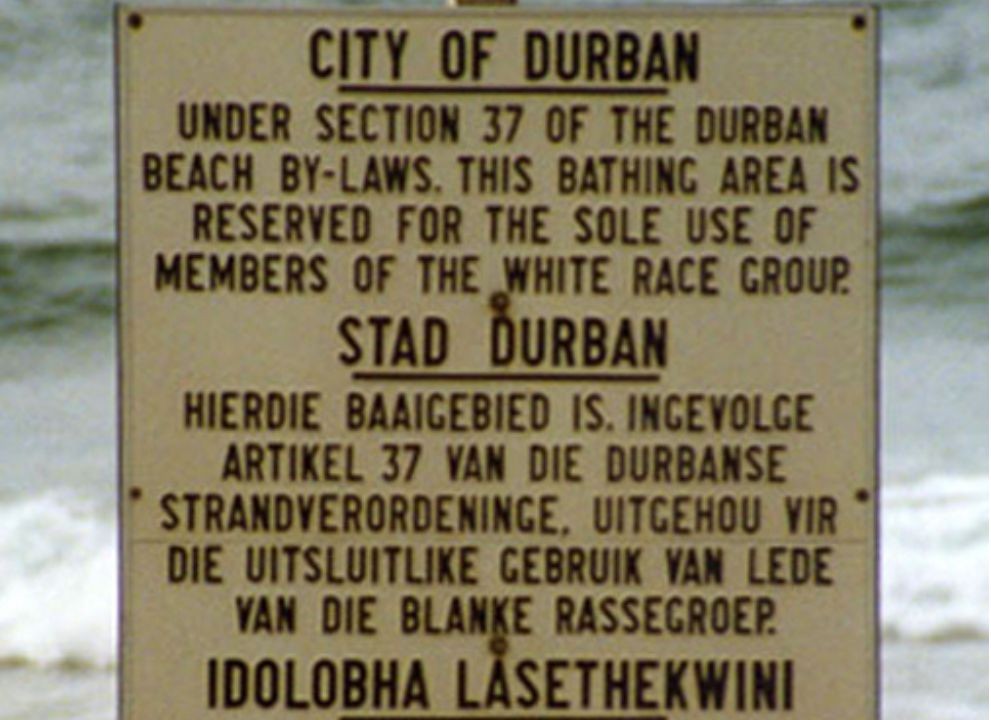 CITY OF DURBAN
UNDER SECTION 37 OF THE DURBAN
BEACH BY-LAWS. THIS BATHING AREA IS
RESERVED FOR THE SOLE USE OF
MEMBERS OF THE WHITE RACE GROUP.
STAD DURBAN
HIERDIE BAAIGEBIED IS. INGEVOLGE
ARTIKEL 37 VAN DIE DURBANSE
STRANDVERORDENINGE, UITGEHOU VIR
DIE UITSLUITLIKE GEBRUIK VAN LEDE
VAN DIE BLANKE RASSEGROEP.
IDOLOBHA LASETHEKWINI